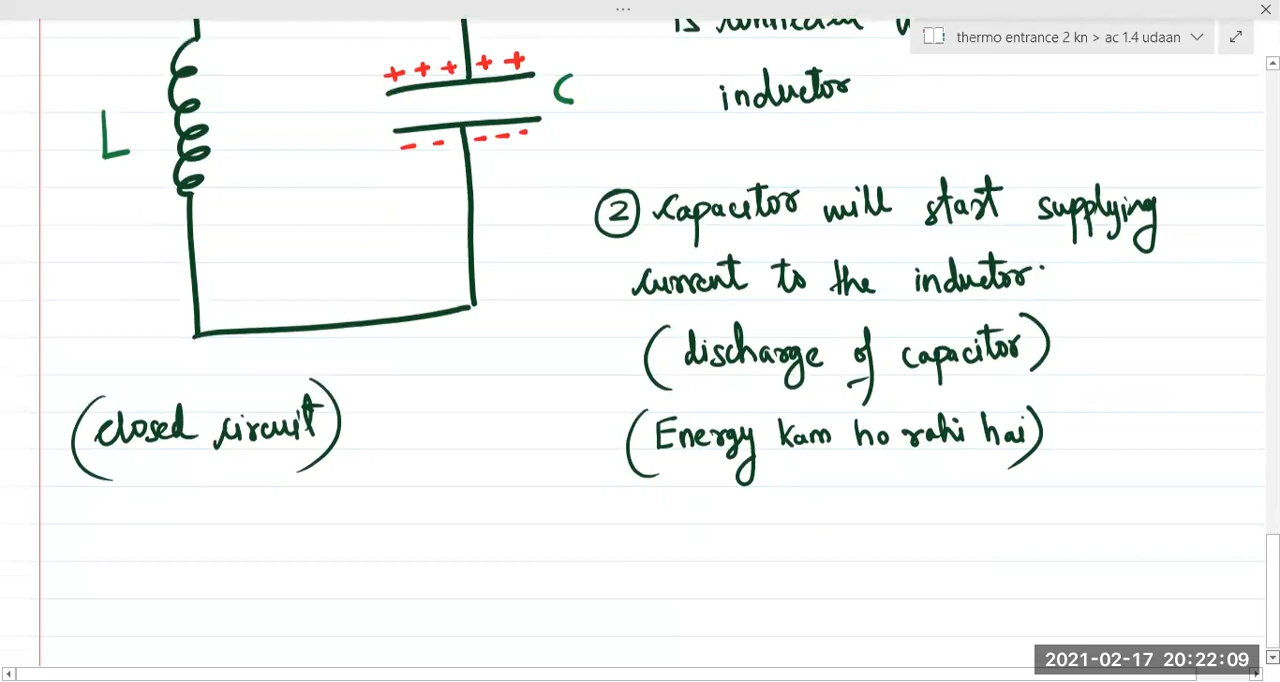 ...
is
thermo entrance 2 kn > ac 1.4 udaan
+ + + + +
C
inductor
L
- - - - -
② Capacitor will start supplying
current to the inductor.
(discharge of capacitor)
(closed circuit)
(Energy kam ho rahi hai)
2021-02-17 20:22:09